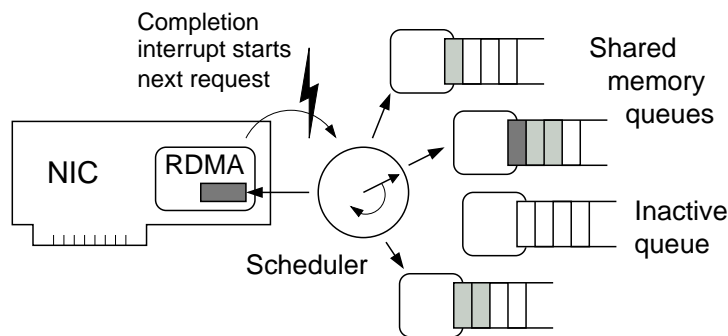 Completion
interrupt starts
next request
Shared
memory
queues
NIC
RDMA
Inactive
queue
Scheduler